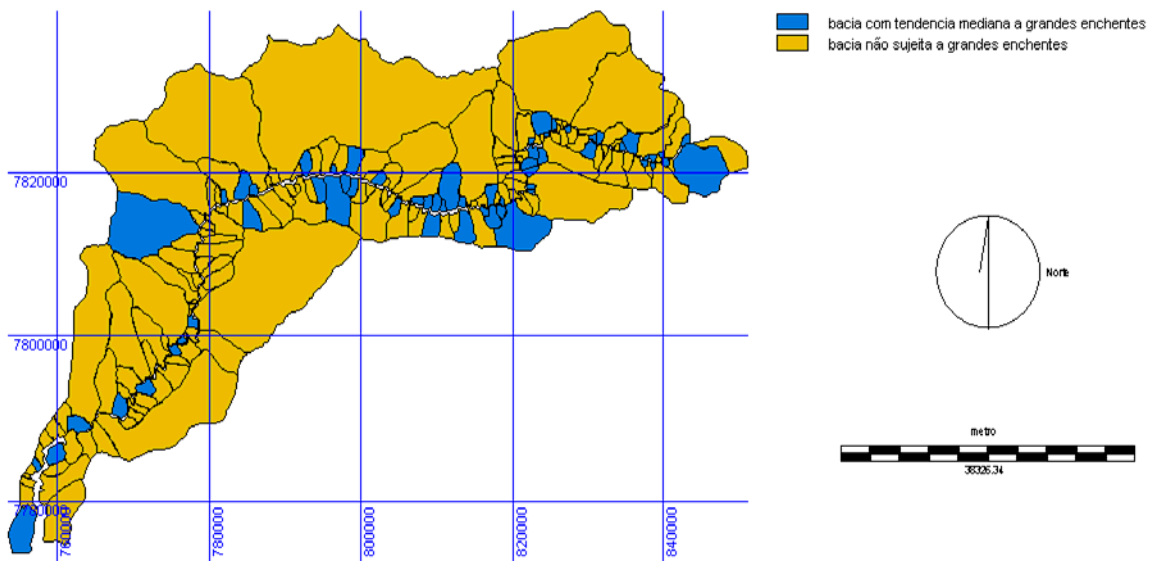 bacia com tendencia mediana a grandes enchentes
bacia não sujeita a grandes enchentes
7820000
Norte
7800000
metro
38326.34
7780000
760000
780000
800000
820000
840000